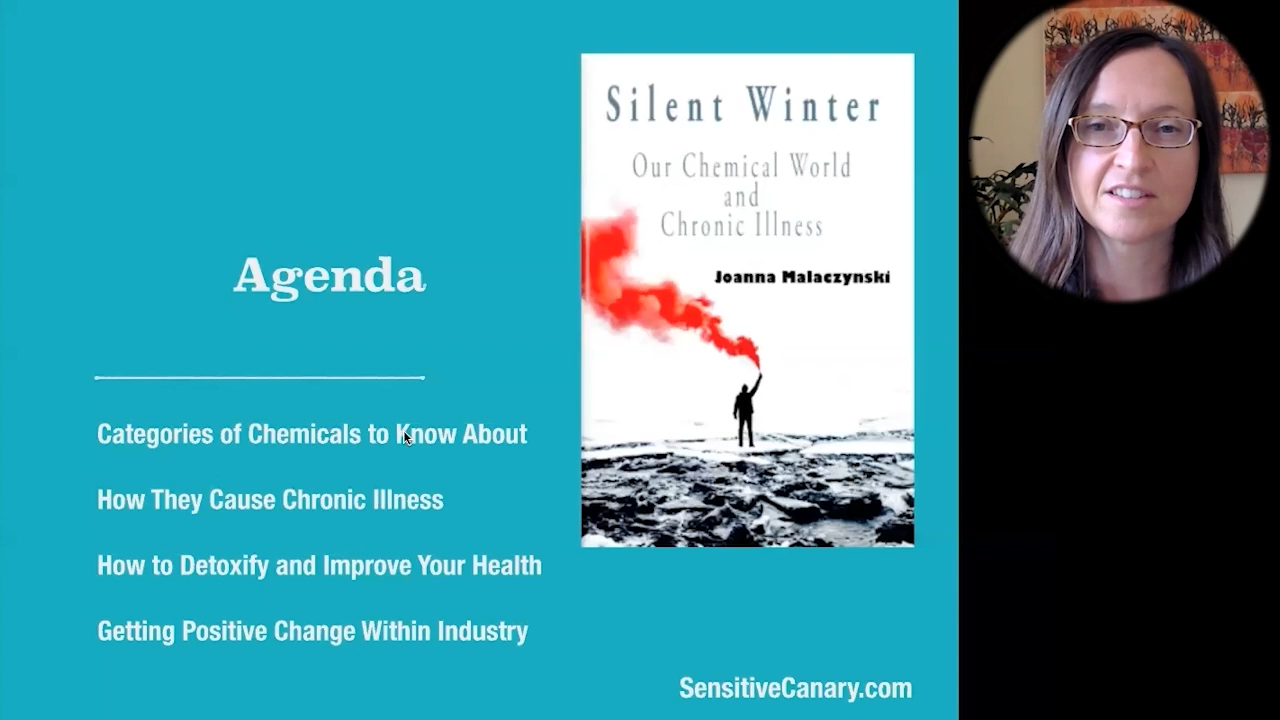 Agenda
Categories of Chemicals to Know About
How They Cause Chronic Illness
How to Detoxify and Improve Your Health
Getting Positive Change Within Industry
Silent Winter
Our Chemical World
and
Chronic Illness
Joanna Malaczynski
SensitiveCanary.com